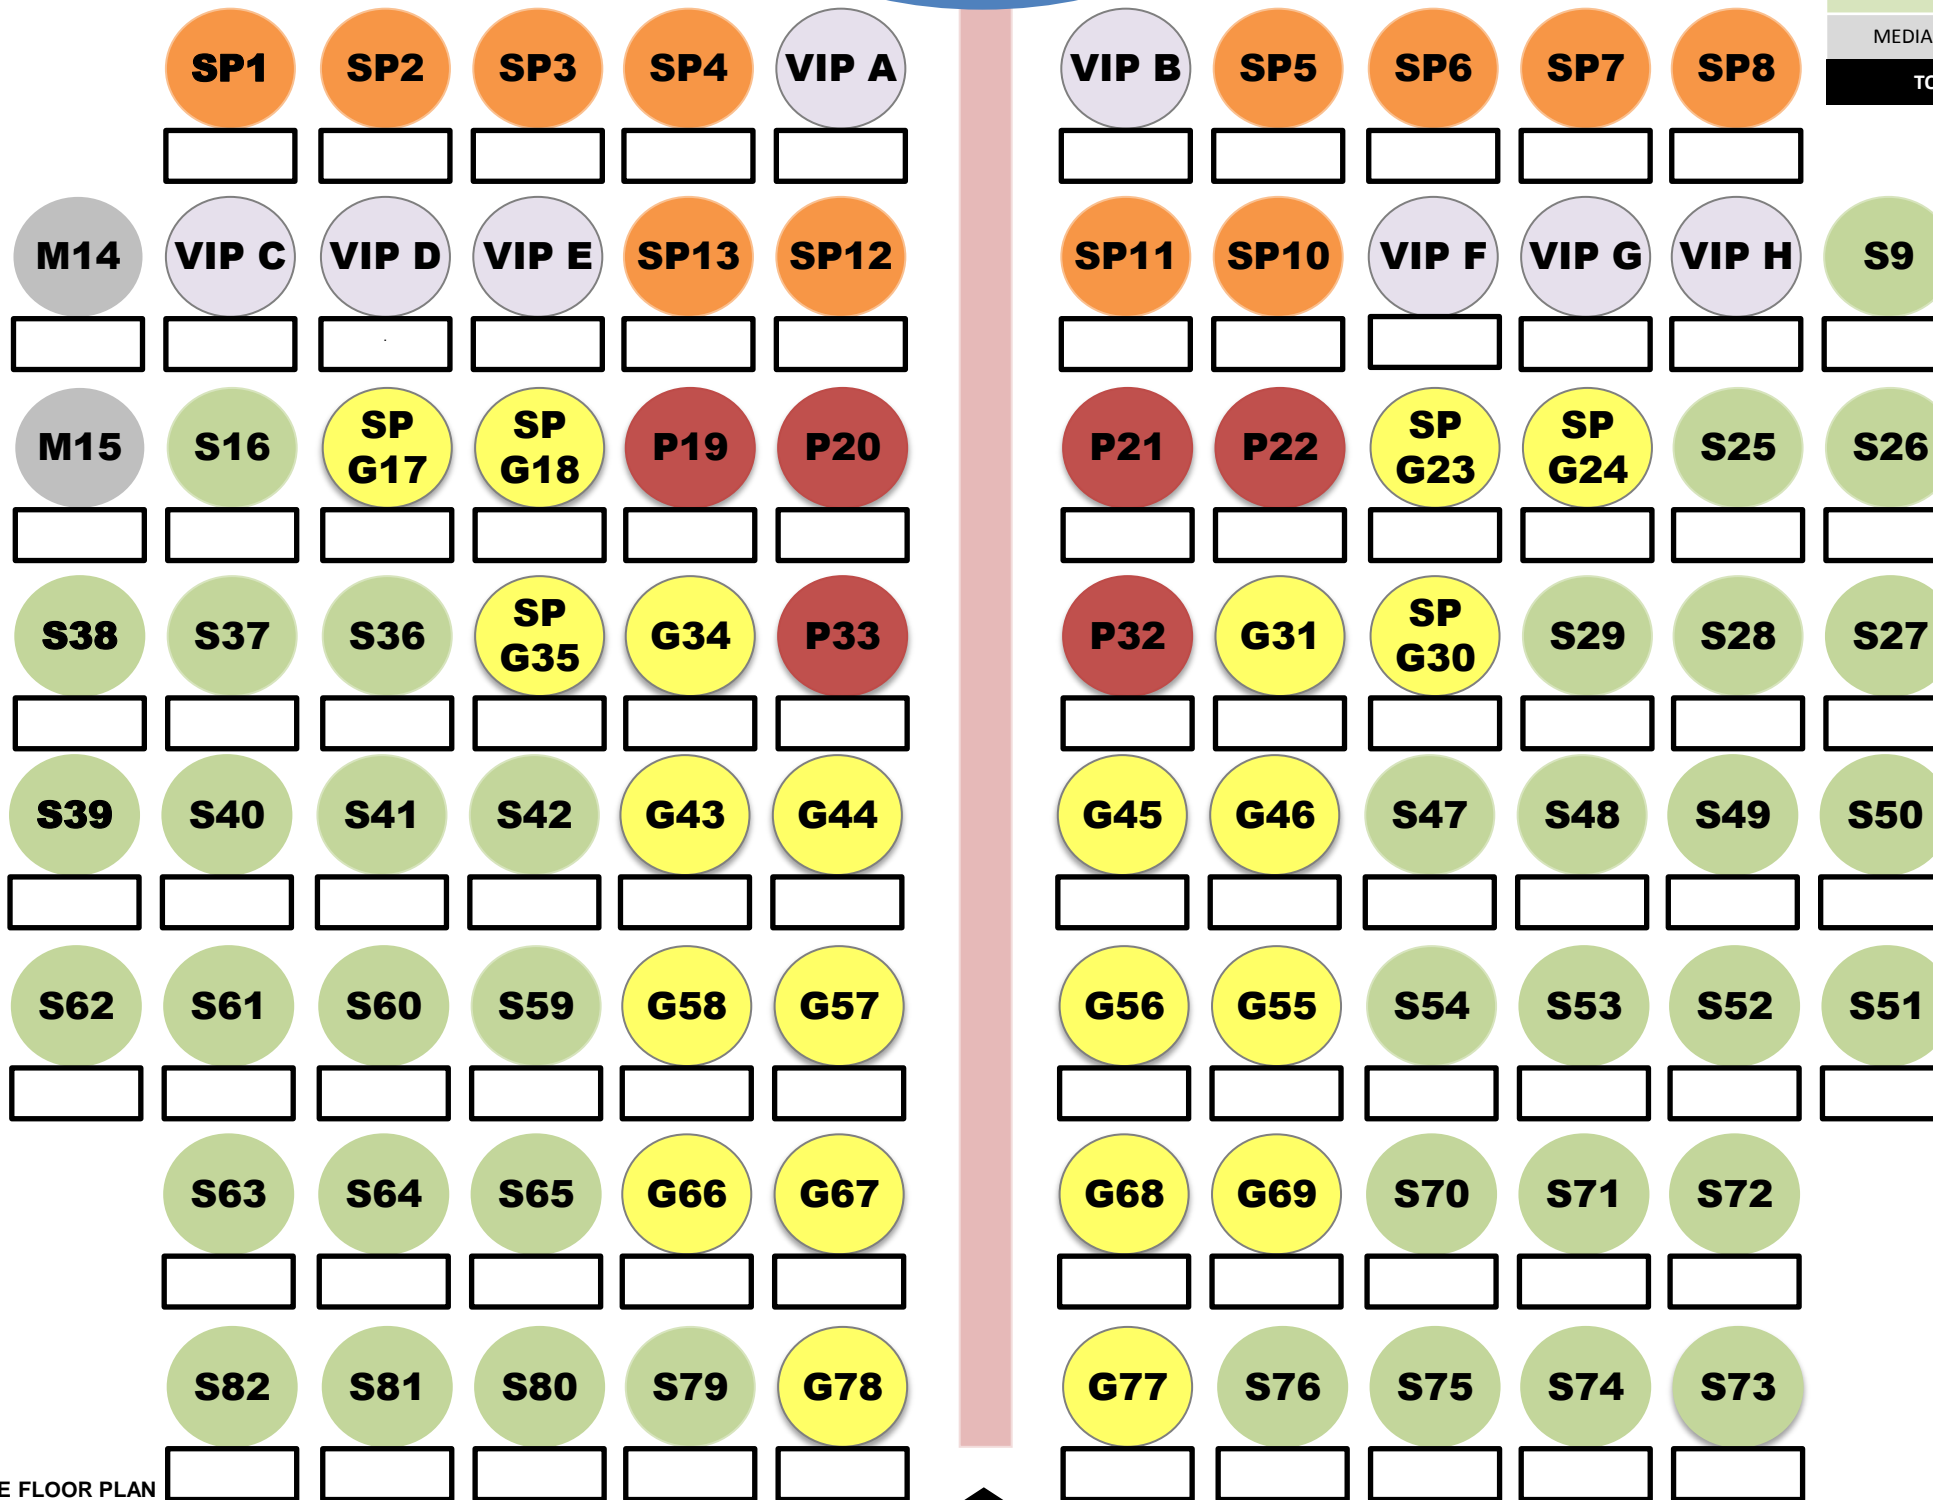 MEDIA
SP1 SP2 SP3 SP4 VIP A VIP B SP5 SP6 SP7 SP8
M14 VIP C VIP D VIP E SP13 SP12 SP11 SP10 VIP F VIP G VIP H S9
M15 S16 SP G17 SP G18 P19 P20 P21 P22 SP G23 SP G24 S25 S26
S38 S37 S36 SP G35 G34 P33 P32 G31 SP G30 S29 S28 S27
S39 S40 S41 S42 G43 G44 G45 G46 S47 S48 S49 S50
S62 S61 S60 S59 G58 G57 G56 G55 S54 S53 S52 S51
S63 S64 S65 G66 G67 G68 G69 S70 S71 S72
S82 S81 S80 S79 G78 G77 S76 S75 S74 S73
E FLOOR PLAN